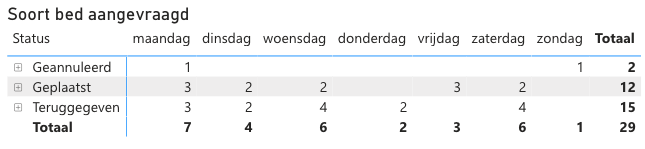 Soort bed aangevraagd
Status maandag dinsdag woensdag donderdag vrijdag zaterdag zondag Totaal
Geannuleerd 1 1 2
Geplaatst 3 2 2 3 2 12
Teruggegeven 3 2 4 2 4 15
Totaal 7 4 6 2 3 6 1 29